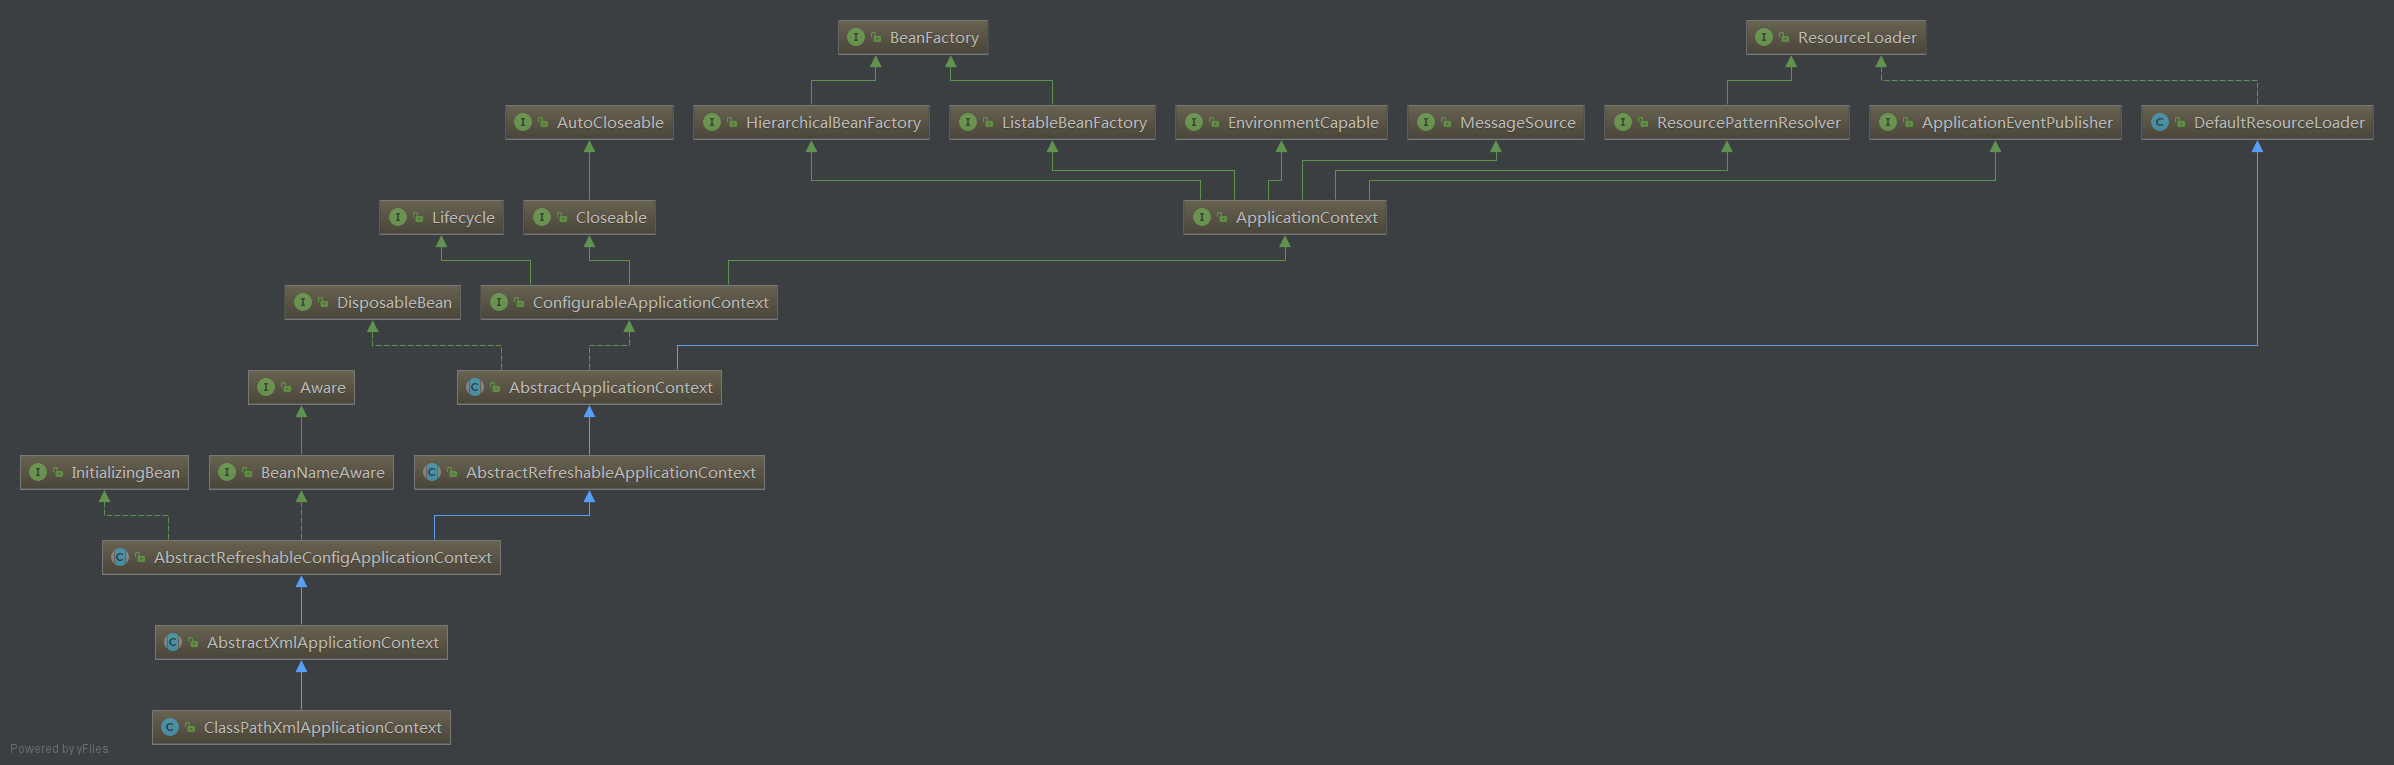 BeanFactory
ResourceLoader
AutoCloseable
HierarchicalBeanFactory
ListableBeanFactory
EnvironmentCapable
MessageSource
ResourcePatternResolver
ApplicationEventPublisher
DefaultResourceLoader
Lifecycle
Closeable
ApplicationContext
DisposableBean
ConfigurableApplicationContext
Aware
AbstractApplicationContext
InitializingBean
BeanNameAware
AbstractRefreshableApplicationContext
AbstractRefreshableConfigApplicationContext
AbstractXmlApplicationContext
ClassPathXmlApplicationContext
Powered by yFiles